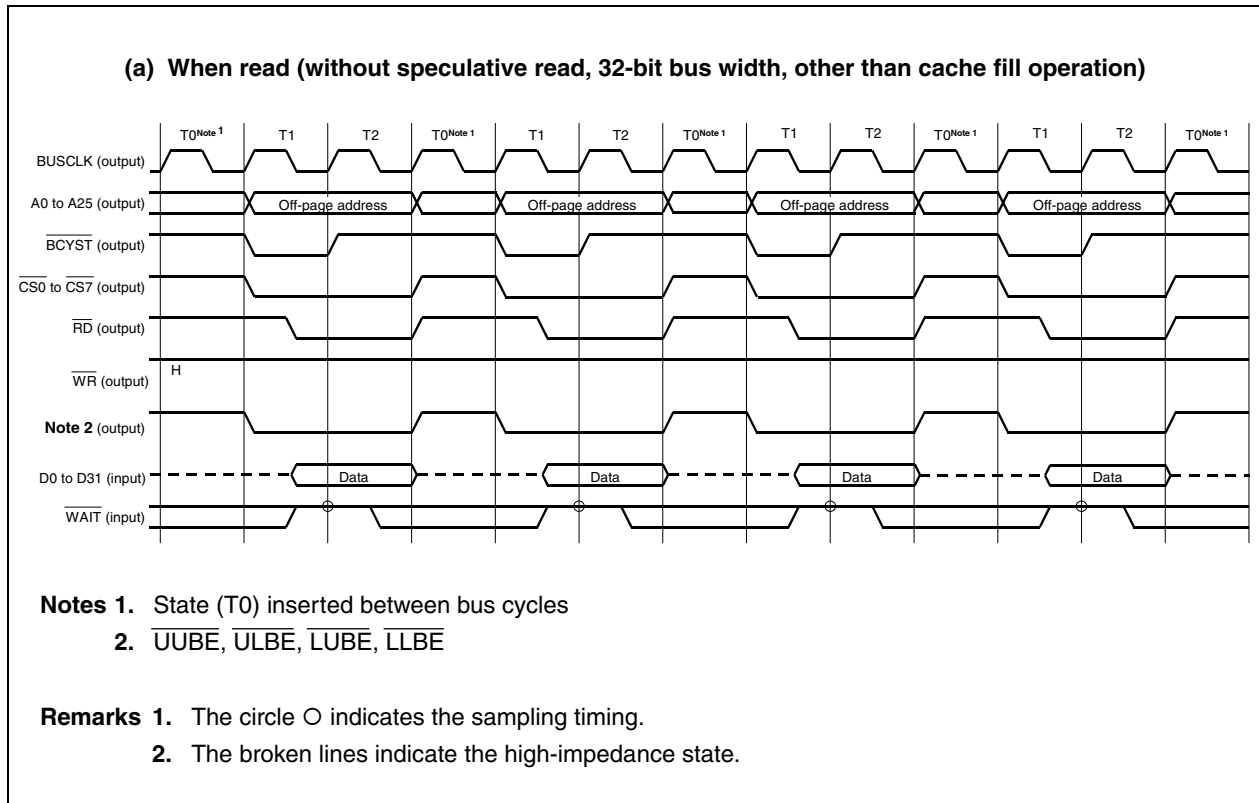 (a) When read (without speculative read, 32-bit bus width, other than cache fill operation)
T0Note 1 T1 T2 T0Note 1 T1 T2 T0Note 1 T1 T2 T0Note 1 T1 T2 T0Note 1
BUSCLK (output)
A0 to A25 (output) Off-page address Off-page address Off-page address Off-page address
BCYST (output)
CS0 to CS7 (output)
RD (output)
H
WR (output)
Note 2 (output)
D0 to D31 (input) Data Data Data Data
WAIT (input)
Notes 1. State (T0) inserted between bus cycles
2. UUBE, ULBE, LUBE, LLBE
Remarks 1. The circle O indicates the sampling timing.
2. The broken lines indicate the high-impedance state.